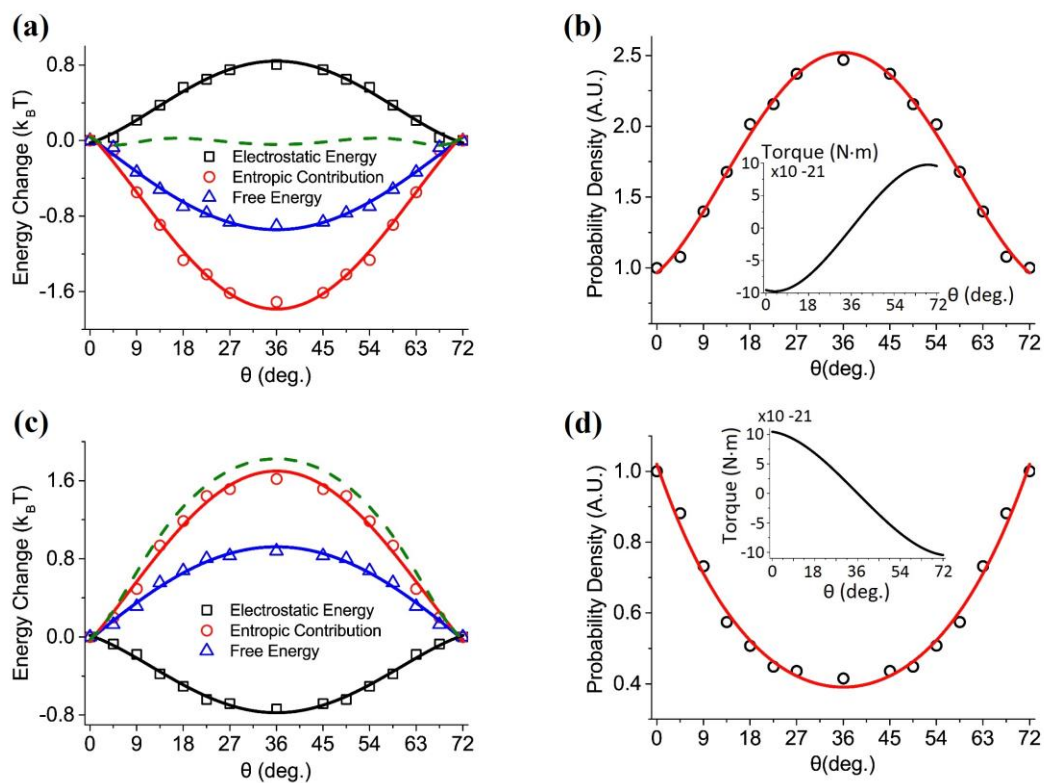 (a)
Energy Change (k_BT)
0.8
0.0
-0.8
-1.6
0 9 18 27 36 45 54 63 72
θ (deg.)
Electrostatic Energy
Entropic Contribution
Free Energy
(b)
Probability Density (A.U.)
2.5
2.0
1.5
1.0
0 9 18 27 36 45 54 63 72
θ(deg.)
Torque (N·m)
x10 -21
10
5
0
-5
-10
0 18 36 54 72
θ (deg.)
(c)
Energy Change (k_BT)
1.6
0.8
0.0
-0.8
0 9 18 27 36 45 54 63 72
θ (deg.)
Electrostatic Energy
Entropic Contribution
Free Energy
(d)
Probability Density (A.U.)
1.0
0.8
0.6
0.4
0 9 18 27 36 45 54 63 72
θ(deg.)
x10 -21
Torque (N·m)
10
5
0
-5
-10
0 18 36 54 72
θ (deg.)